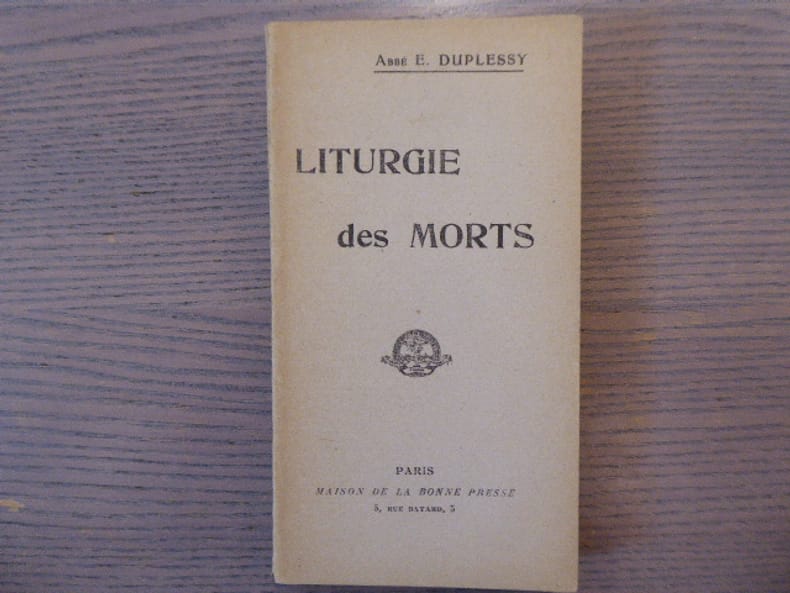 ABBÉ E. DUPLESSY
LITURGIE
des MORTS
PARIS
MAISON DE LA BONNE PRESSE
5, RUE BAYARD, 5